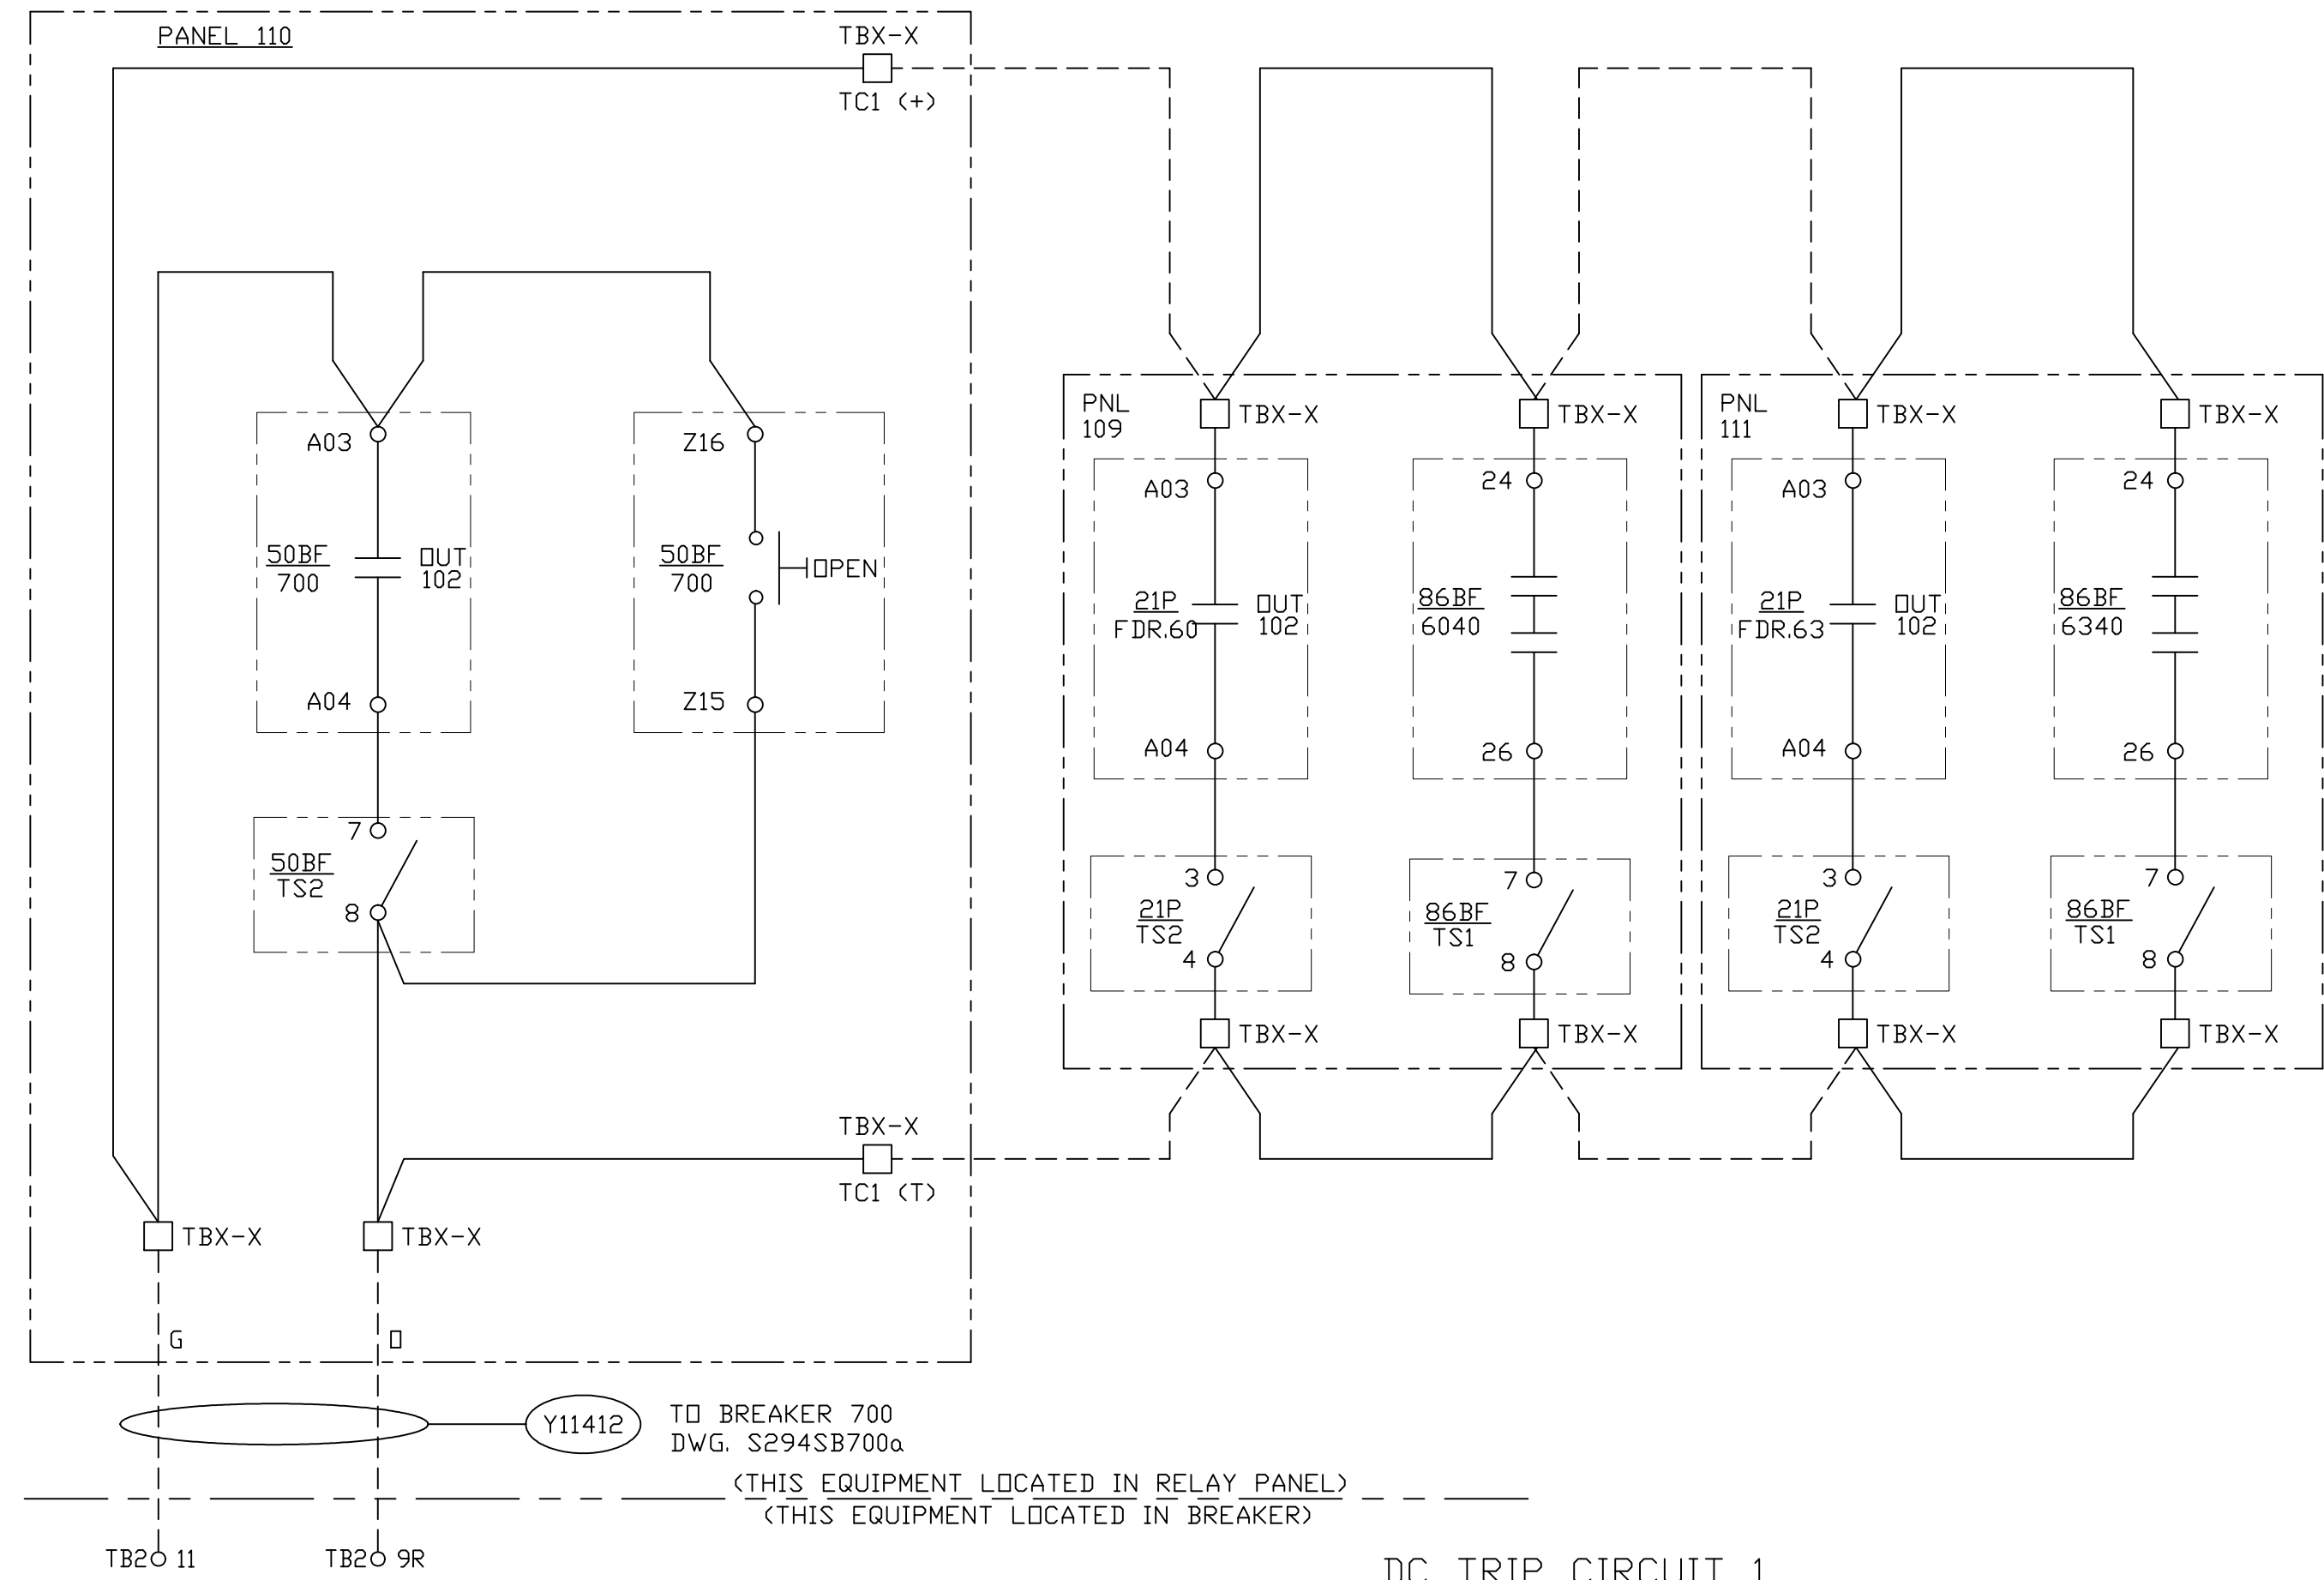 PANEL 110
TBX-X
TC1 (+)
A03
50BF
700
OUT
102
A04
Z16
50BF
700
OPEN
Z15
7
50BF
TS2
8
PNL
109
TBX-X
TBX-X
A03
21P
FDR.60
OUT
102
A04
24
86BF
6040
26
3
21P
TS2
4
7
86BF
TS1
8
TBX-X
TBX-X
PNL
111
TBX-X
TBX-X
A03
21P
FDR.63
OUT
102
A04
24
86BF
6340
26
3
21P
TS2
4
7
86BF
TS1
8
TBX-X
TBX-X
TBX-X
TC1 (T)
TBX-X
TBX-X
G
O
Y11412
TO BREAKER 700
DWG. S294SB700a
(THIS EQUIPMENT LOCATED IN RELAY PANEL)
(THIS EQUIPMENT LOCATED IN BREAKER)
TB2 11
TB2 9R
DC TRIP CIRCUIT 1